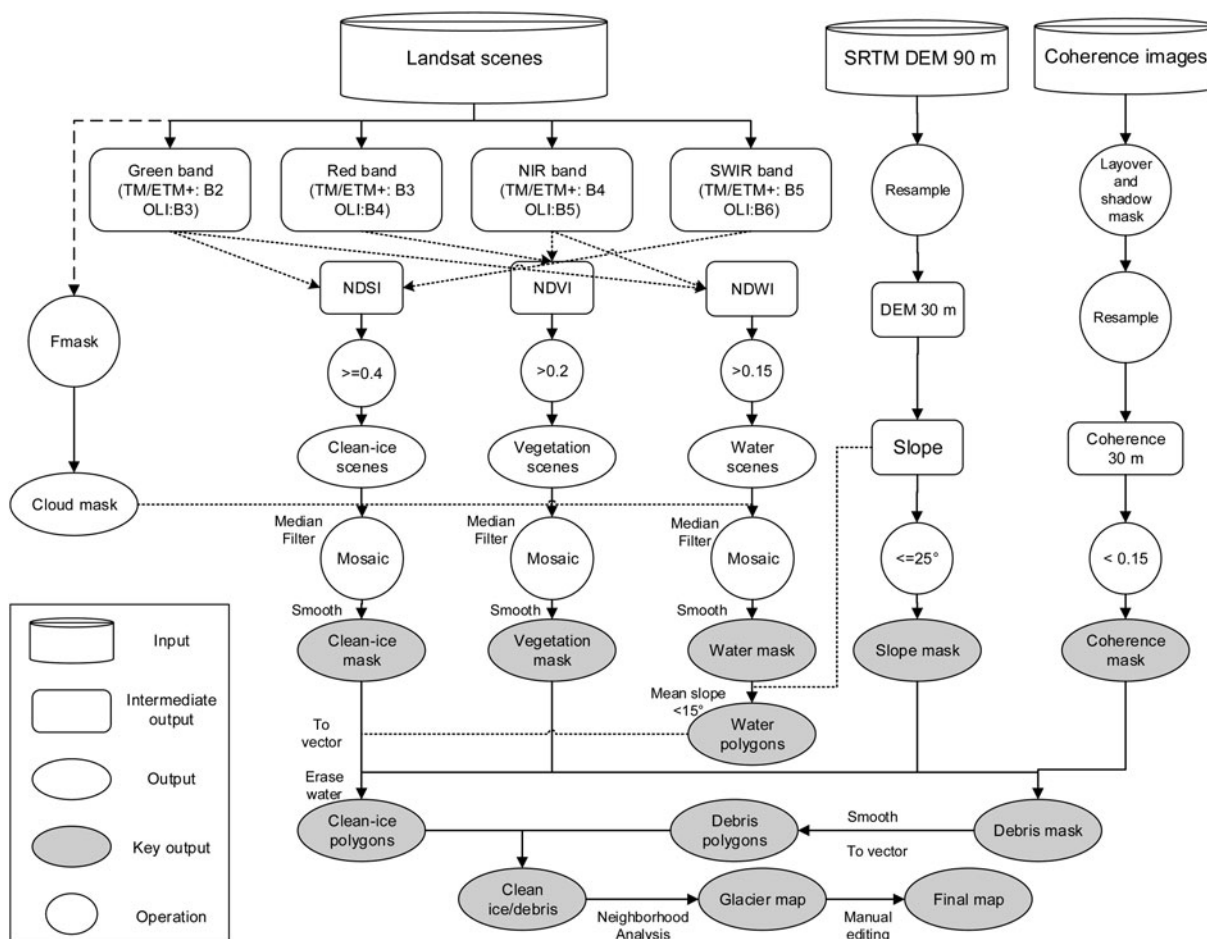 Landsat scenes
SRTM DEM 90 m
Coherence images
Green band
(TM/ETM+: B2
OLI:B3)
Red band
(TM/ETM+: B3
OLI:B4)
NIR band
(TM/ETM+: B4
OLI:B5)
SWIR band
(TM/ETM+: B5
OLI:B6)
Resample
Layover
and
shadow
mask
NDSI
NDVI
NDWI
DEM 30 m
Resample
Fmask
>=0.4
>0.2
>0.15
Clean-ice
scenes
Vegetation
scenes
Water
scenes
Slope
Coherence
30 m
Cloud mask
Median
Filter
Mosaic
Median
Filter
Mosaic
Median
Filter
Mosaic
<=25°
< 0.15
Smooth
Smooth
Smooth
Clean-ice
mask
Vegetation
mask
Water mask
Slope mask
Coherence
mask
Mean slope
<15°
Water
polygons
To
vector
Erase
water
Clean-ice
polygons
Debris
polygons
Smooth
To vector
Debris mask
Clean
ice/debris
Neighborhood
Analysis
Glacier map
Manual
editing
Final map
Input
Intermediate
output
Output
Key output
Operation